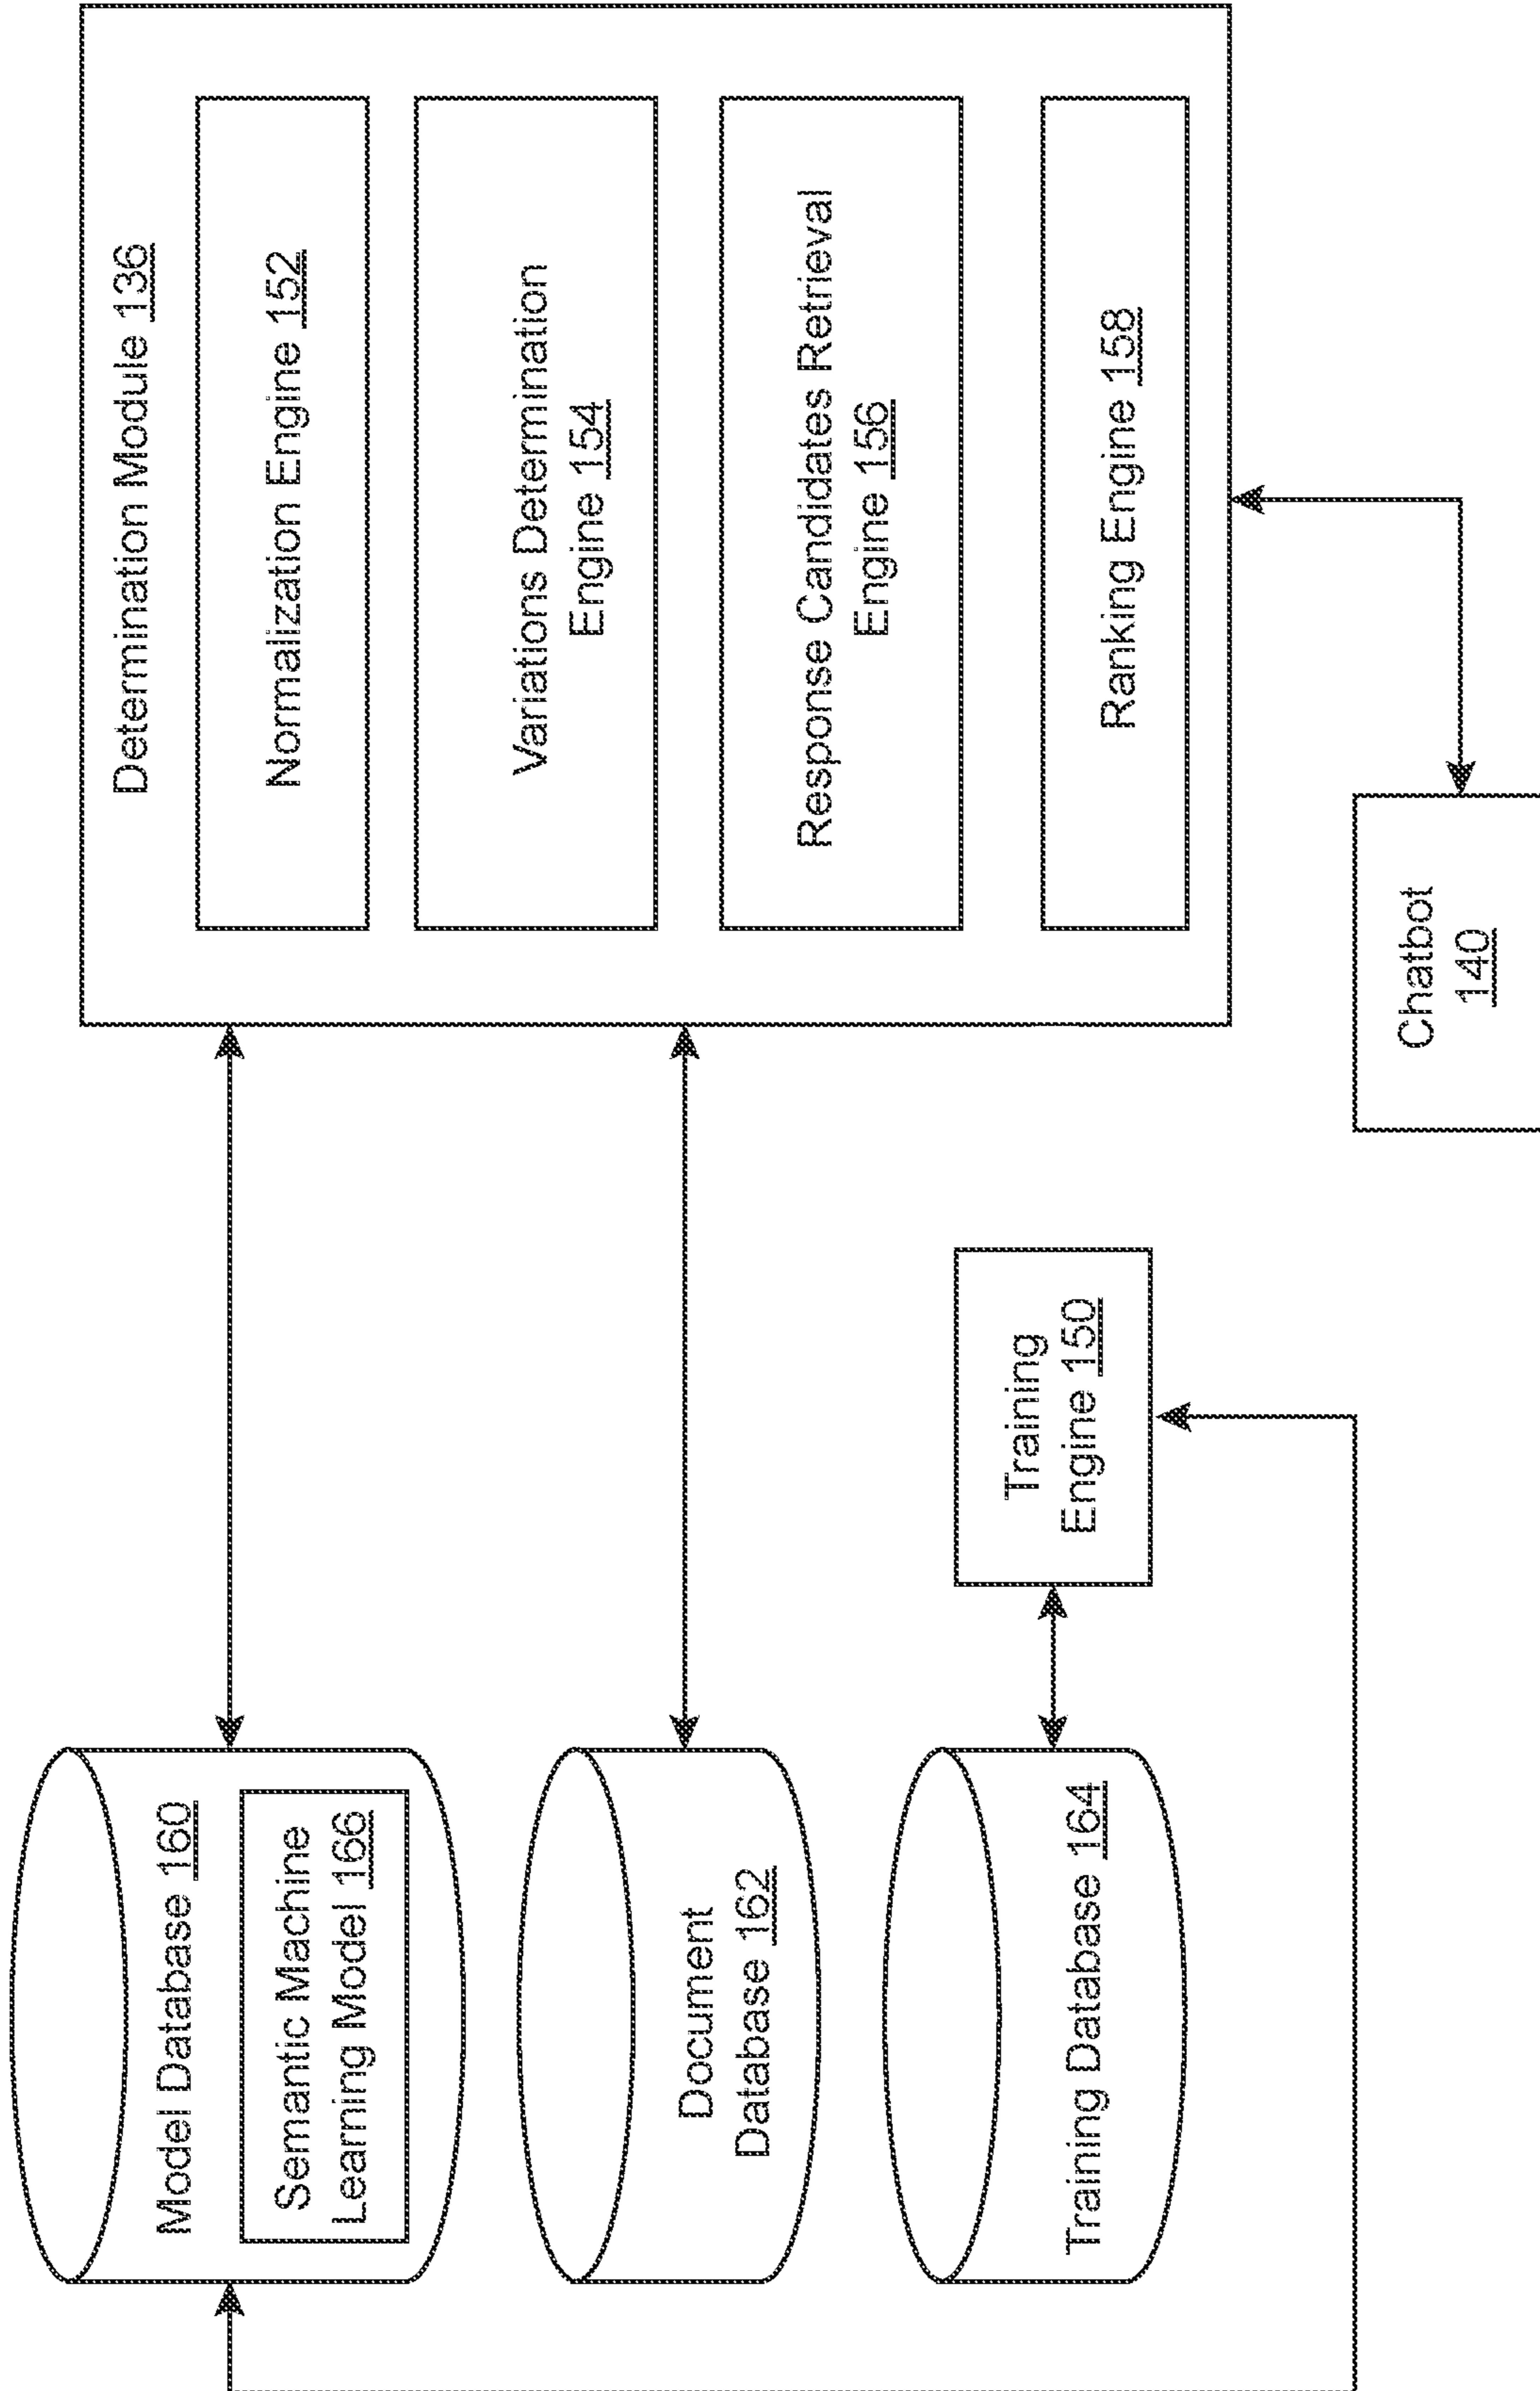 Model Database 160
Semantic Machine
Learning Model 166
Document
Database 162
Training Database 164
Training
Engine 150
Determination Module 136
Normalization Engine 152
Variations Determination
Engine 154
Response Candidates Retrieval
Engine 156
Ranking Engine 158
Chatbot
140